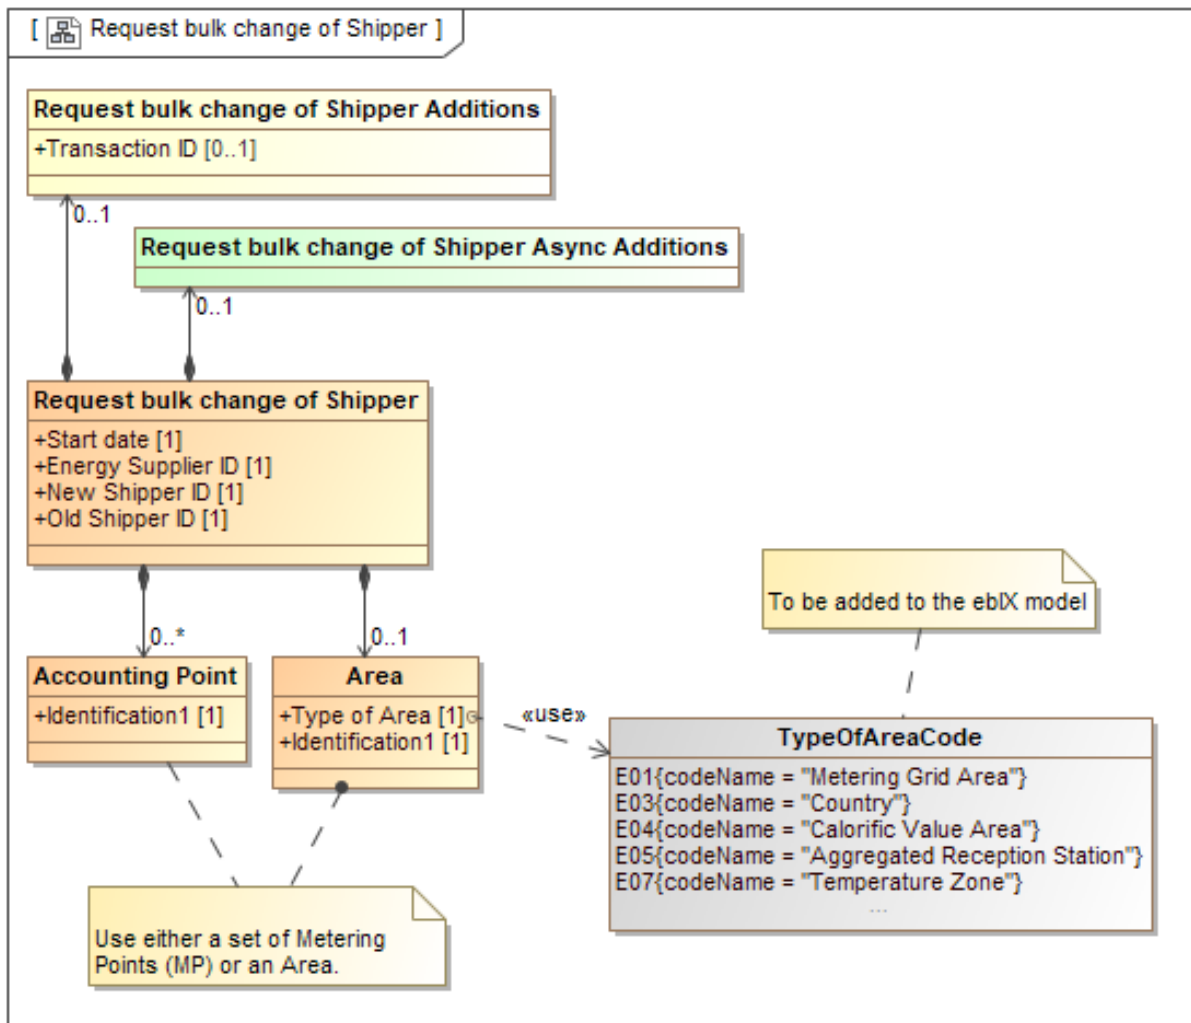 [ Request bulk change of Shipper ]
Request bulk change of Shipper Additions
+Transaction ID [0..1]
0..1
Request bulk change of Shipper Async Additions
0..1
Request bulk change of Shipper
+Start date [1]
+Energy Supplier ID [1]
+New Shipper ID [1]
+Old Shipper ID [1]
To be added to the ebIX model
0..*
0..1
Accounting Point
+Identification1 [1]
Area
+Type of Area [1]
+Identification1 [1]
«use»
TypeOfAreaCode
E01{codeName = "Metering Grid Area"}
E03{codeName = "Country"}
E04{codeName = "Calorific Value Area"}
E05{codeName = "Aggregated Reception Station"}
E07{codeName = "Temperature Zone"}
...
Use either a set of Metering
Points (MP) or an Area.